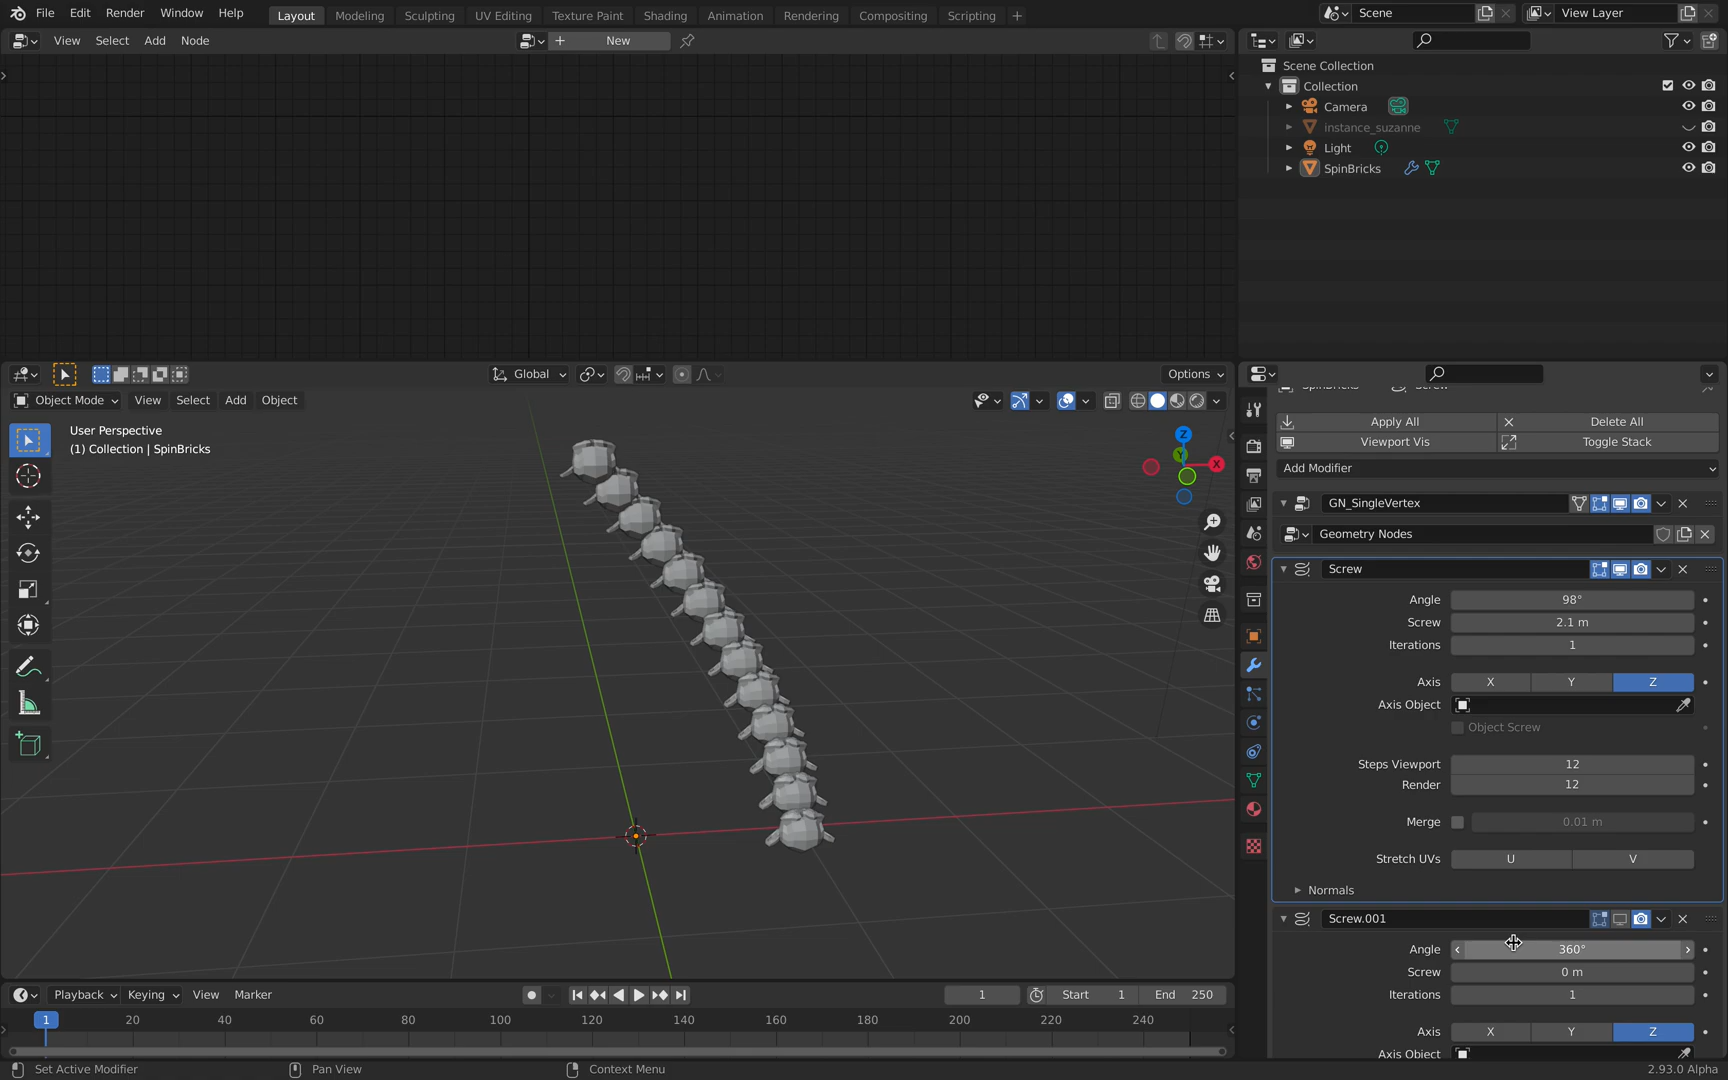 File Edit Render Window Help Layout Modeling Sculpting UV Editing Texture Paint Shading Animation Rendering Compositing Scripting + Scene View Layer
View Select Add Node + New
Scene Collection
Collection
Camera
instance_suzanne
Light
SpinBricks
Global Options
Object Mode View Select Add Object
User Perspective
(1) Collection | SpinBricks
Z
Y
X
Apply All Delete All
Viewport Vis Toggle Stack
Add Modifier
GN_SingleVertex
Geometry Nodes
Screw
Angle 98°
Screw 2.1 m
Iterations 1
Axis X Y Z
Axis Object
Object Screw
Steps Viewport 12
Render 12
Merge 0.01 m
Stretch UVs U V
Normals
Screw.001
Angle 360°
Screw 0 m
Iterations 1
Axis X Y Z
Axis Object
Playback Keying View Marker 1 Start 1 End 250
1 20 40 60 80 100 120 140 160 180 200 220 240
Set Active Modifier Pan View Context Menu 2.93.0 Alpha